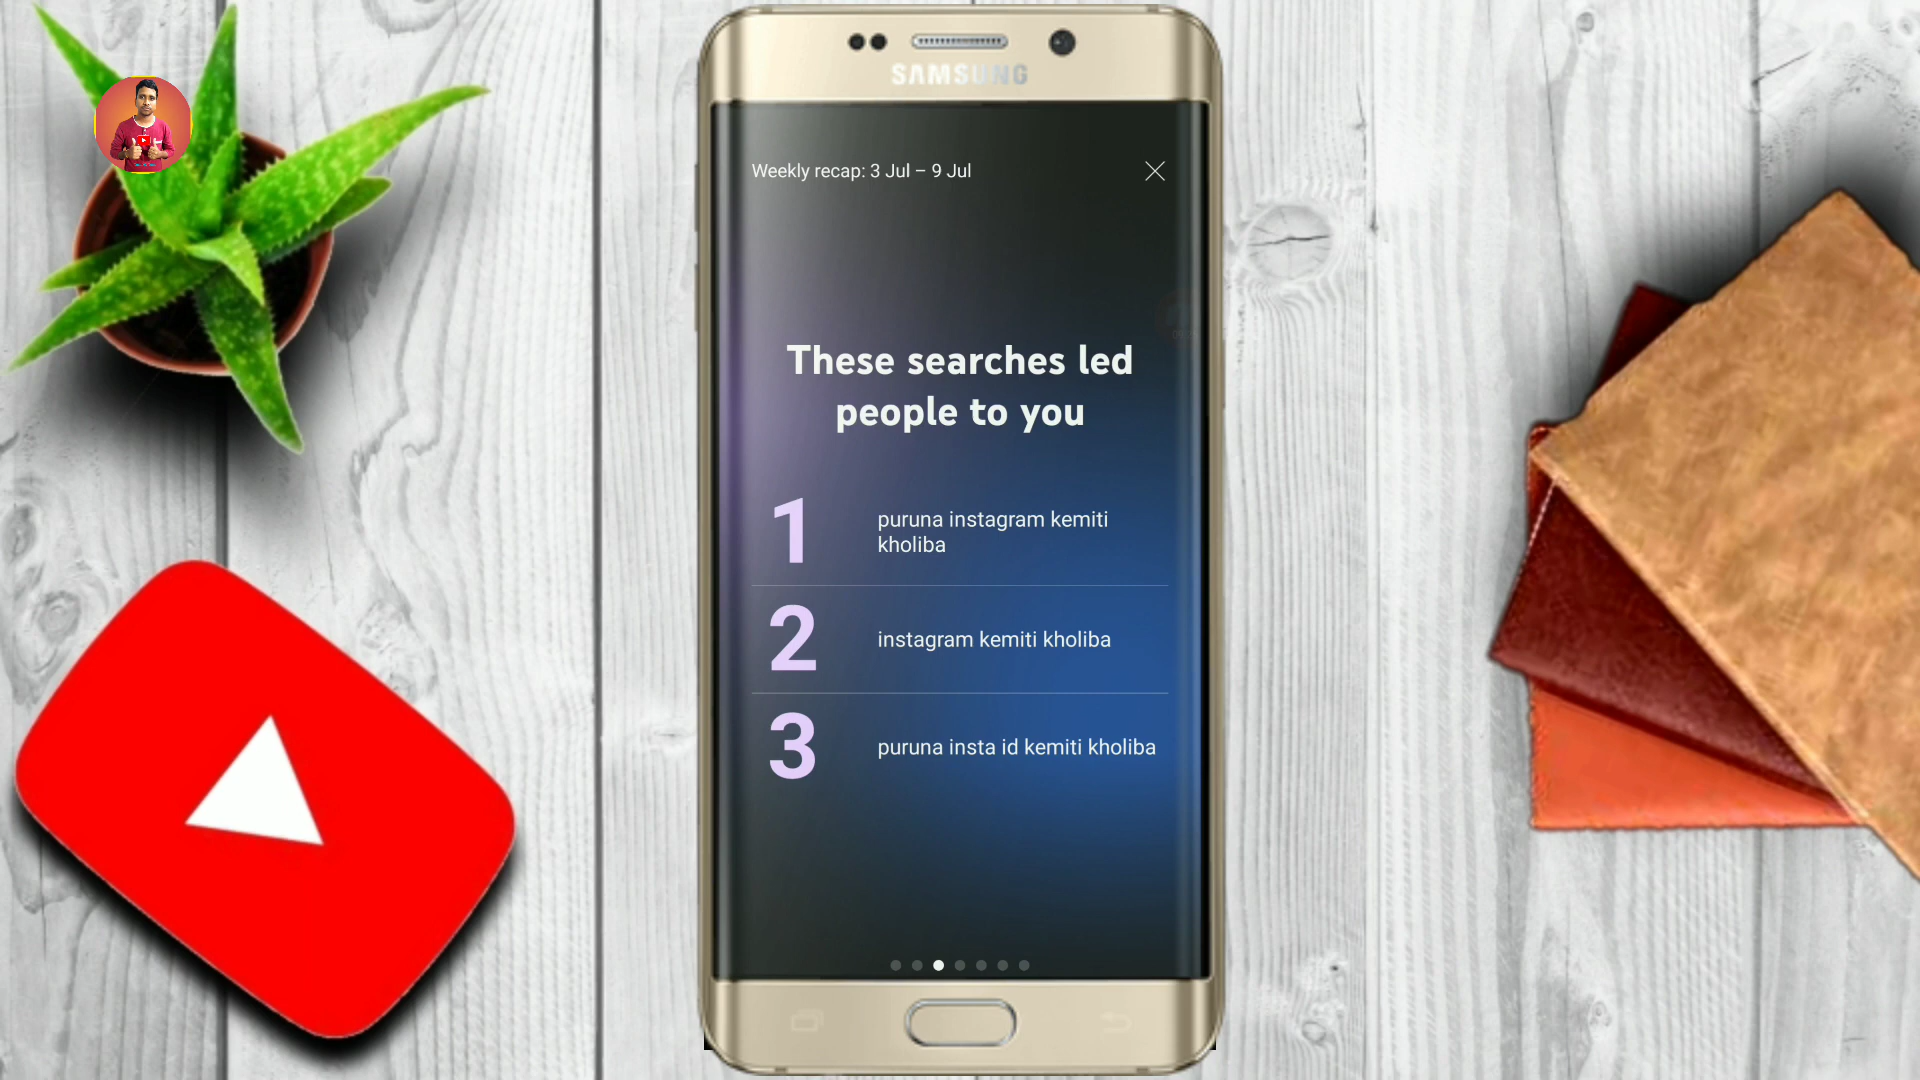 SAMSUNG
Weekly recap: 3 Jul – 9 Jul
These searches led
people to you
1
puruna instagram kemiti
kholiba
2
instagram kemiti kholiba
3
puruna insta id kemiti kholiba